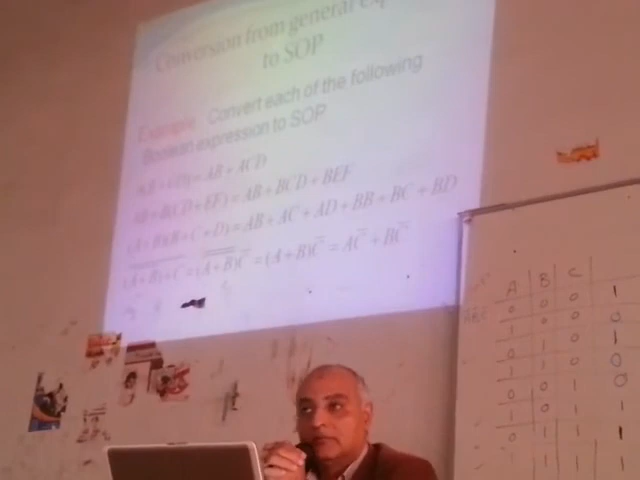 Conversion from general
to SOP
Example Convert each of the following
Boolean expression to SOP
A(B + CD) = AB + ACD
AB + B(CD + EF) = AB + BCD + BEF
(A + B)(B + C + D) = AB + AC + AD + BB + BC + BD
= (A + B)C̅ = AC̅ + BC̅
A B C
0 0 0 1
1 0 0 0
0 1 0 1
1 1 0 0
0 0 1 0
1 0 1 1
0 1 1 1
1 1 1